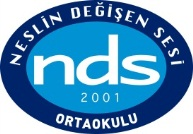 NESLİN DEĞİŞEN SESİ
nds
2001
ORTAOKULU